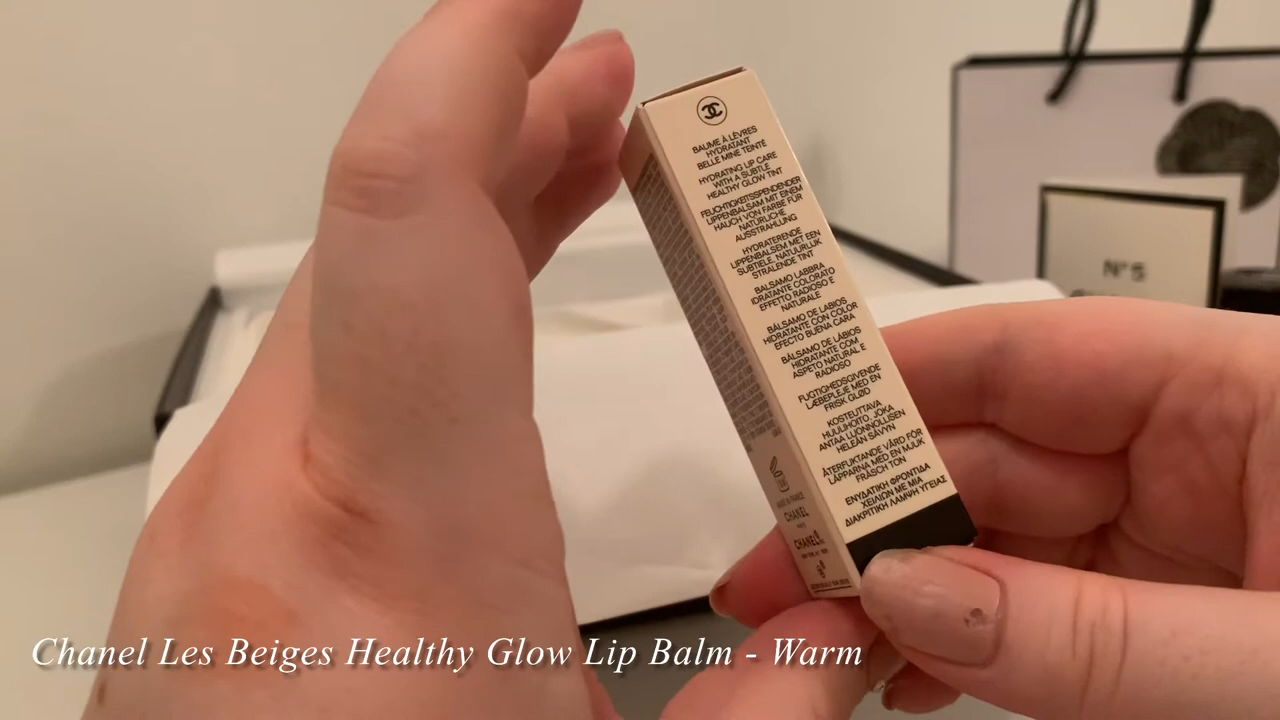 BAUME À LÈVRES
HYDRATANT
BELLE MINE TEINTÉ
HYDRATING LIP CARE
WITH A SUBTLE
HEALTHY GLOW TINT
FEUCHTIGKEITSSPENDENDER
LIPPENBALSAM MIT EINEM
HAUCH VON FARBE FÜR
NATÜRLICHE
AUSSTRAHLUNG
HYDRATERENDE
LIPPENBALSEM MET EEN
SUBTIELE, NATUURLIJK
STRALENDE TINT
BALSAMO LABBRA
IDRATANTE COLORATO
EFFETTO RADIOSO E
NATURALE
BÁLSAMO DE LABIOS
HIDRATANTE CON COLOR
EFECTO BUENA CARA
BÁLSAMO DE LÁBIOS
HIDRATANTE COM
ASPETO NATURAL E
RADIOSO
FUGTIGHEDSGIVENDE
LÆBEPLEJE MED EN
FRISK GLØD
KOSTEUTTAVA
HUULIHOITO, JOKA
ANTAA LUONNOLLISEN
HELEÄN SÄVYN
ÅTERFUKTANDE VÅRD FÖR
LÄPPARNA MED EN MJUK
FRÄSCH TON
ΕΝΥΔΑΤΙΚΗ ΦΡΟΝΤΙΔΑ
ΧΕΙΛΙΩΝ ΜΕ ΜΙΑ
ΔΙΑΚΡΙΤΙΚΗ ΛΑΜΨΗ ΥΓΕΙΑΣ
MADE IN FRANCE
CHANEL
PARIS
CHANEL
N°5
Chanel Les Beiges Healthy Glow Lip Balm - Warm